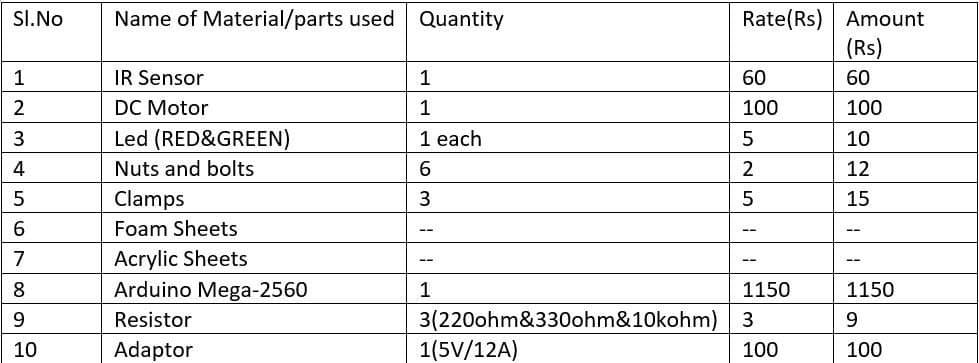 Sl.No Name of Material/parts used Quantity Rate(Rs) Amount
(Rs)
1 IR Sensor 1 60 60
2 DC Motor 1 100 100
3 Led (RED&GREEN) 1 each 5 10
4 Nuts and bolts 6 2 12
5 Clamps 3 5 15
6 Foam Sheets -- -- --
7 Acrylic Sheets -- -- --
8 Arduino Mega-2560 1 1150 1150
9 Resistor 3(220ohm&330ohm&10kohm) 3 9
10 Adaptor 1(5V/12A) 100 100